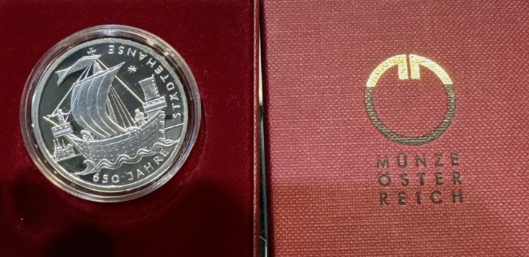 650 JAHRE STÄDTEHANSE
MÜNZE
ÖSTER
REICH